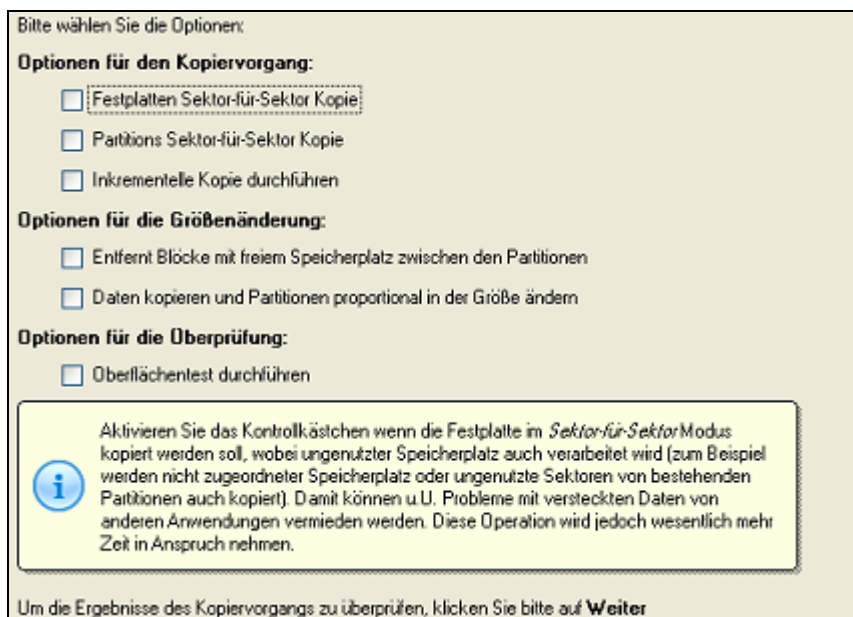 Bitte wählen Sie die Optionen:
Optionen für den Kopiervorgang:
Festplatten Sektor-für-Sektor Kopie
Partitions Sektor-für-Sektor Kopie
Inkrementelle Kopie durchführen
Optionen für die Größenänderung:
Entfernt Blöcke mit freiem Speicherplatz zwischen den Partitionen
Daten kopieren und Partitionen proportional in der Größe ändern
Optionen für die Überprüfung:
Oberflächentest durchführen
Aktivieren Sie das Kontrollkästchen wenn die Festplatte im Sektor-für-Sektor Modus
kopiert werden soll, wobei ungenutzter Speicherplatz auch verarbeitet wird (zum Beispiel
werden nicht zugeordneter Speicherplatz oder ungenutzte Sektoren von bestehenden
Partitionen auch kopiert). Damit können u.U. Probleme mit versteckten Daten von
anderen Anwendungen vermieden werden. Diese Operation wird jedoch wesentlich mehr
Zeit in Anspruch nehmen.
Um die Ergebnisse des Kopiervorgangs zu überprüfen, klicken Sie bitte auf Weiter